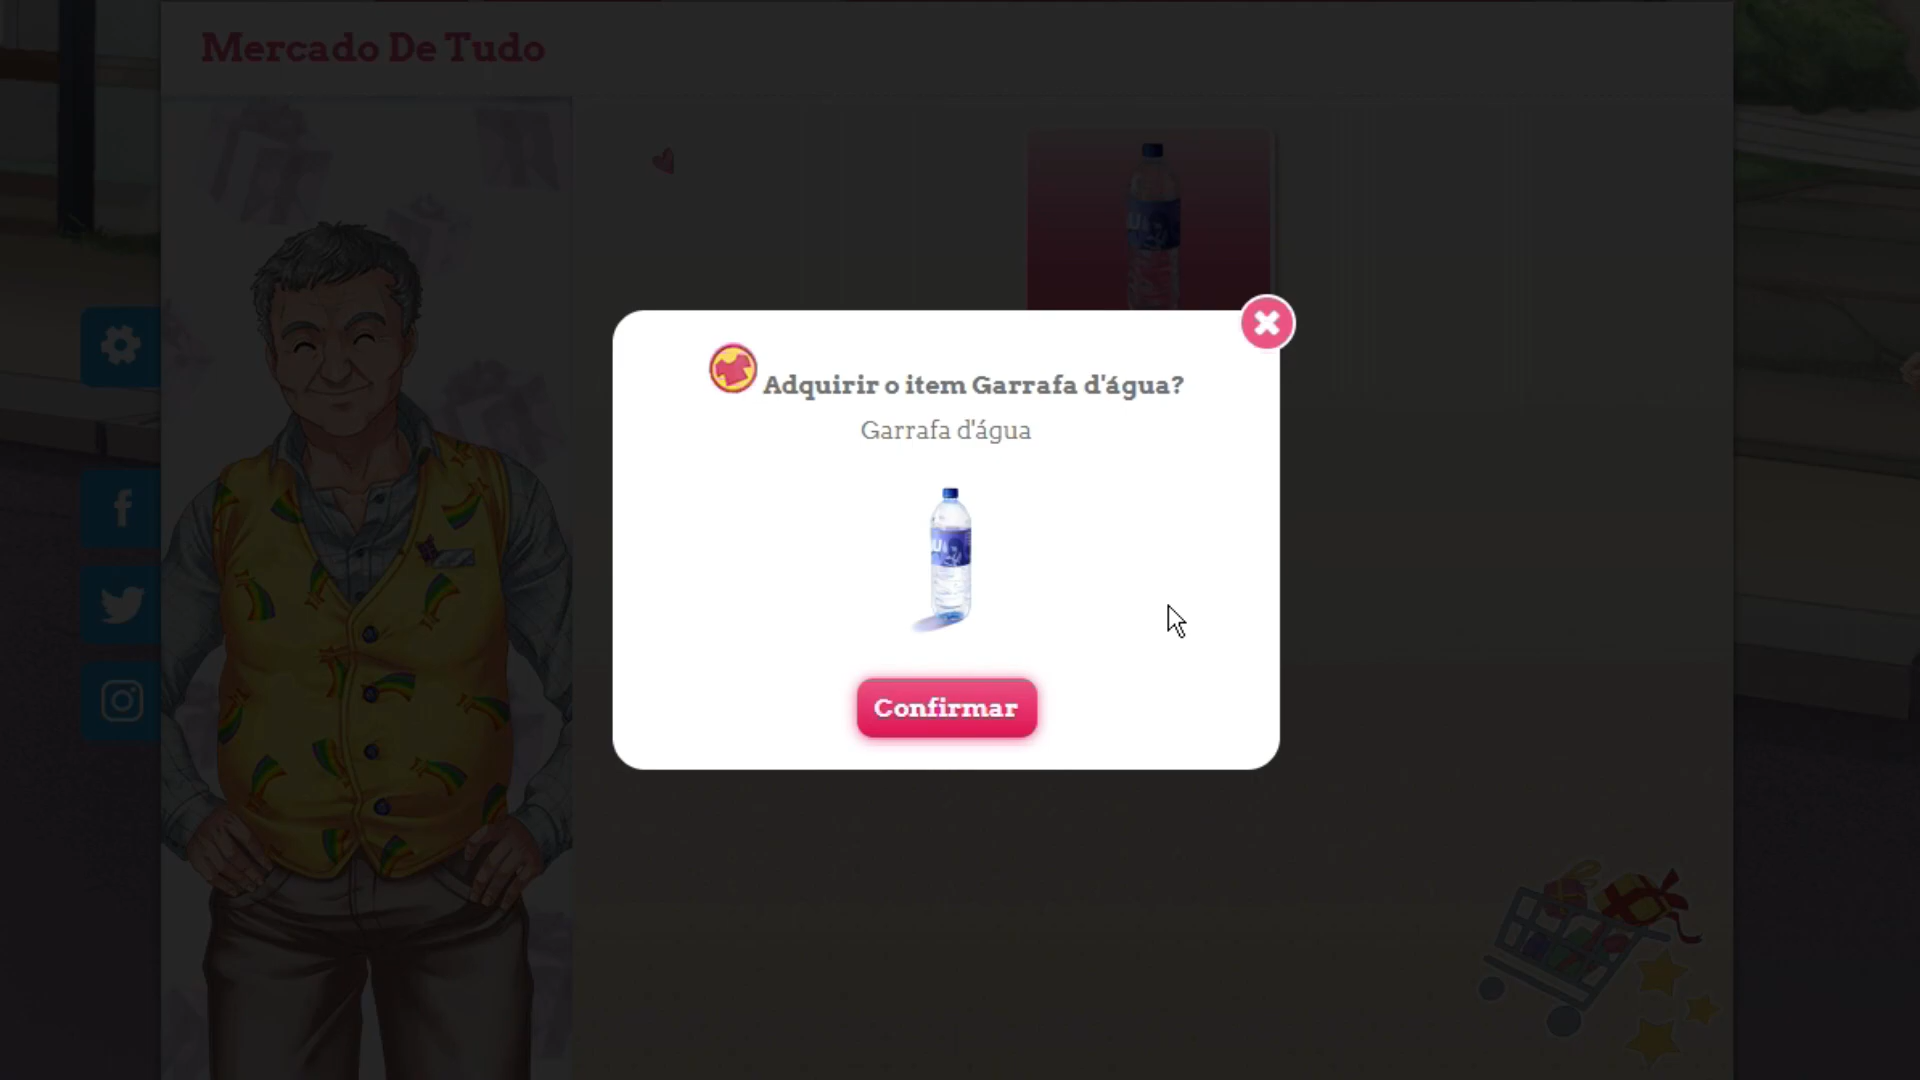 Mercado De Tudo
Adquirir o item Garrafa d'água?
Garrafa d'água
Confirmar